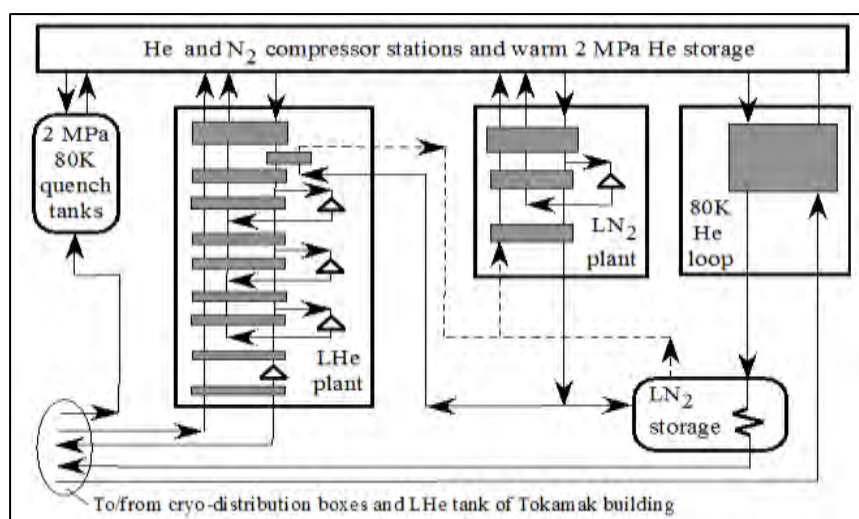 He and N2 compressor stations and warm 2 MPa He storage
2 MPa
80K
quench
tanks
LHe
plant
LN2
plant
80K
He
loop
LN2
storage
To/from cryo-distribution boxes and LHe tank of Tokamak building